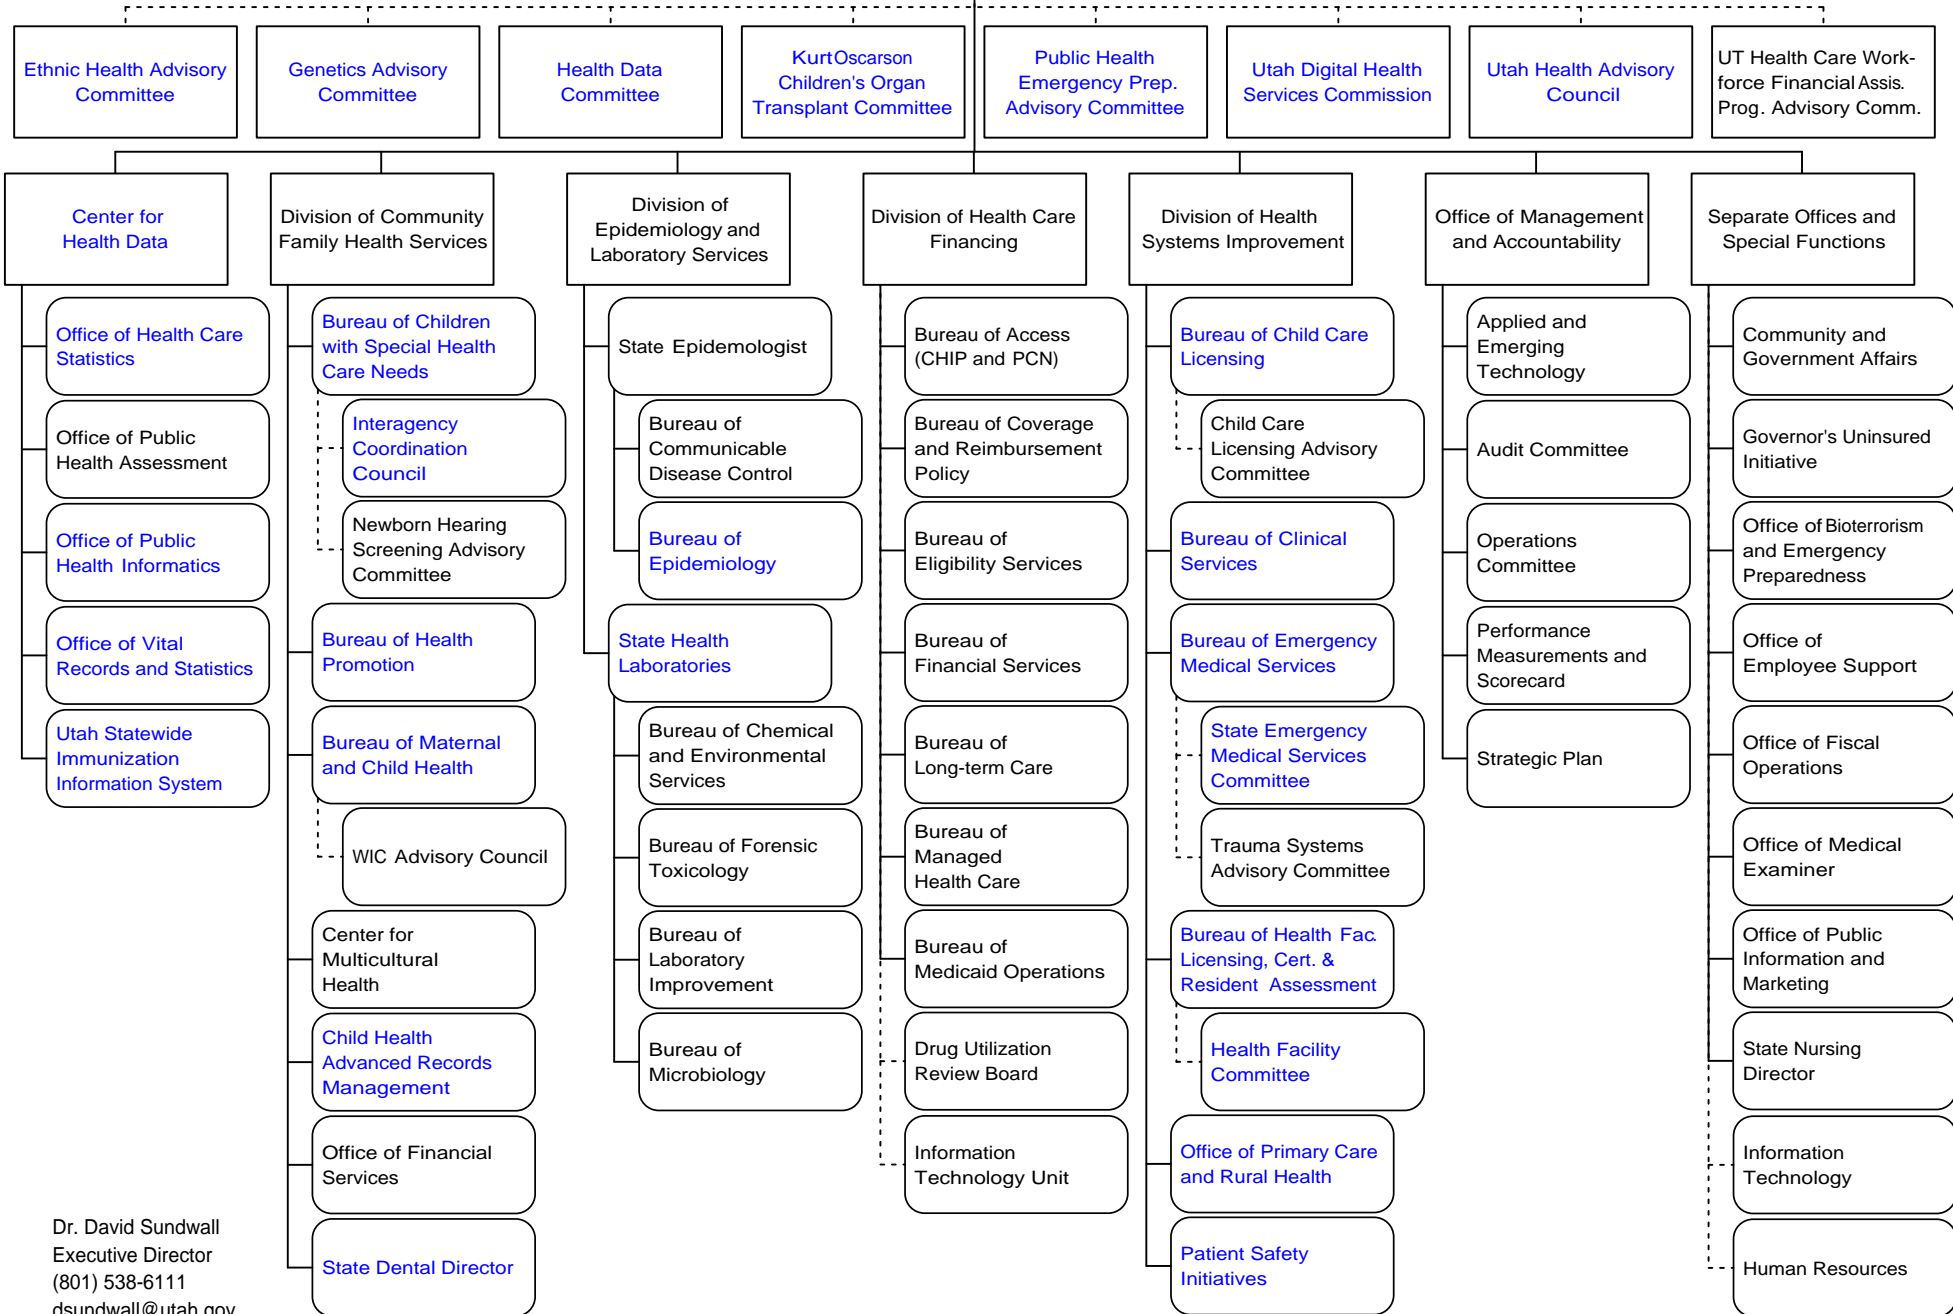 Ethnic Health Advisory
Committee
Genetics Advisory
Committee
Health Data
Committee
Kurt Oscarson
Children's Organ
Transplant Committee
Public Health
Emergency Prep.
Advisory Committee
Utah Digital Health
Services Commission
Utah Health Advisory
Council
UT Health Care Work-
force Financial Assis.
Prog. Advisory Comm.
Center for
Health Data
Office of Health Care
Statistics
Office of Public
Health Assessment
Office of Public
Health Informatics
Office of Vital
Records and Statistics
Utah Statewide
Immunization
Information System
Division of Community
Family Health Services
Bureau of Children
with Special Health
Care Needs
Interagency
Coordination
Council
Newborn Hearing
Screening Advisory
Committee
Bureau of Health
Promotion
Bureau of Maternal
and Child Health
WIC Advisory Council
Center for
Multicultural
Health
Child Health
Advanced Records
Management
Office of Financial
Services
State Dental Director
Division of
Epidemiology and
Laboratory Services
State Epidemologist
Bureau of
Communicable
Disease Control
Bureau of
Epidemiology
State Health
Laboratories
Bureau of Chemical
and Environmental
Services
Bureau of Forensic
Toxicology
Bureau of
Laboratory
Improvement
Bureau of
Microbiology
Division of Health Care
Financing
Bureau of Access
(CHIP and PCN)
Bureau of Coverage
and Reimbursement
Policy
Bureau of
Eligibility Services
Bureau of
Financial Services
Bureau of
Long-term Care
Bureau of
Managed
Health Care
Bureau of
Medicaid Operations
Drug Utilization
Review Board
Information
Technology Unit
Division of Health
Systems Improvement
Bureau of Child Care
Licensing
Child Care
Licensing Advisory
Committee
Bureau of Clinical
Services
Bureau of Emergency
Medical Services
State Emergency
Medical Services
Committee
Trauma Systems
Advisory Committee
Bureau of Health Fac.
Licensing, Cert. &
Resident Assessment
Health Facility
Committee
Office of Primary Care
and Rural Health
Patient Safety
Initiatives
Office of Management
and Accountability
Applied and
Emerging
Technology
Audit Committee
Operations
Committee
Performance
Measurements and
Scorecard
Strategic Plan
Separate Offices and
Special Functions
Community and
Government Affairs
Governor's Uninsured
Initiative
Office of Bioterrorism
and Emergency
Preparedness
Office of
Employee Support
Office of Fiscal
Operations
Office of Medical
Examiner
Office of Public
Information and
Marketing
State Nursing
Director
Information
Technology
Human Resources
Dr. David Sundwall
Executive Director
(801) 538-6111
dsundwall@utah.gov